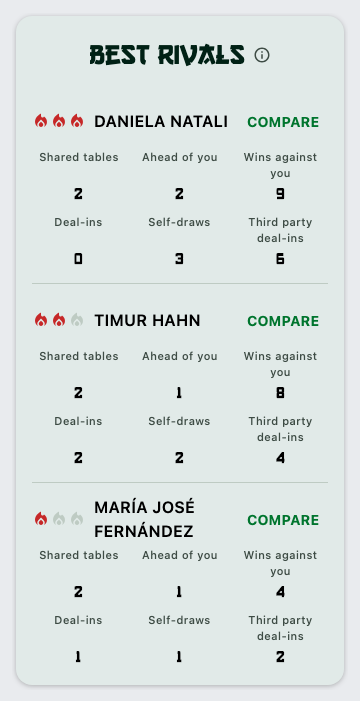 BEST RIVALS
DANIELA NATALI COMPARE
Shared tables Ahead of you Wins against
you
2 2 9
Deal-ins Self-draws Third party
deal-ins
0 3 6
TIMUR HAHN COMPARE
Shared tables Ahead of you Wins against
you
2 1 8
Deal-ins Self-draws Third party
deal-ins
2 2 4
MARÍA JOSÉ
FERNÁNDEZ COMPARE
Shared tables Ahead of you Wins against
you
2 1 4
Deal-ins Self-draws Third party
deal-ins
1 1 2